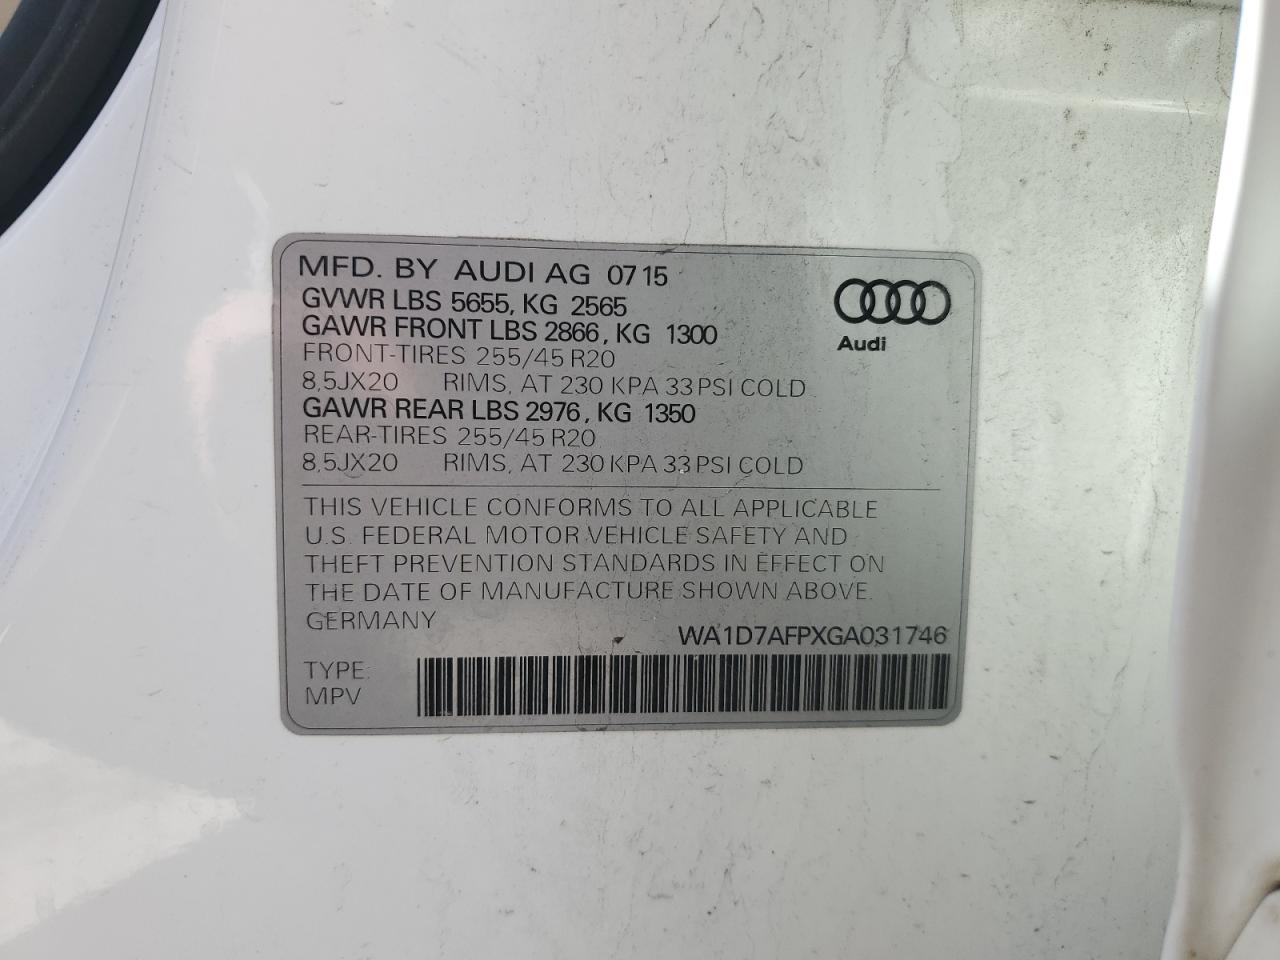 MFD. BY AUDI AG 07 15
GVWR LBS 5655, KG 2565
GAWR FRONT LBS 2866, KG 1300
FRONT-TIRES 255/45 R20
8,5JX20 RIMS, AT 230 KPA 33 PSI COLD
GAWR REAR LBS 2976, KG 1350
REAR-TIRES 255/45 R20
8,5JX20 RIMS, AT 230 KPA 33 PSI COLD
Audi
THIS VEHICLE CONFORMS TO ALL APPLICABLE
U.S. FEDERAL MOTOR VEHICLE SAFETY AND
THEFT PREVENTION STANDARDS IN EFFECT ON
THE DATE OF MANUFACTURE SHOWN ABOVE.
GERMANY
WA1D7AFPXGA031746
TYPE:
MPV